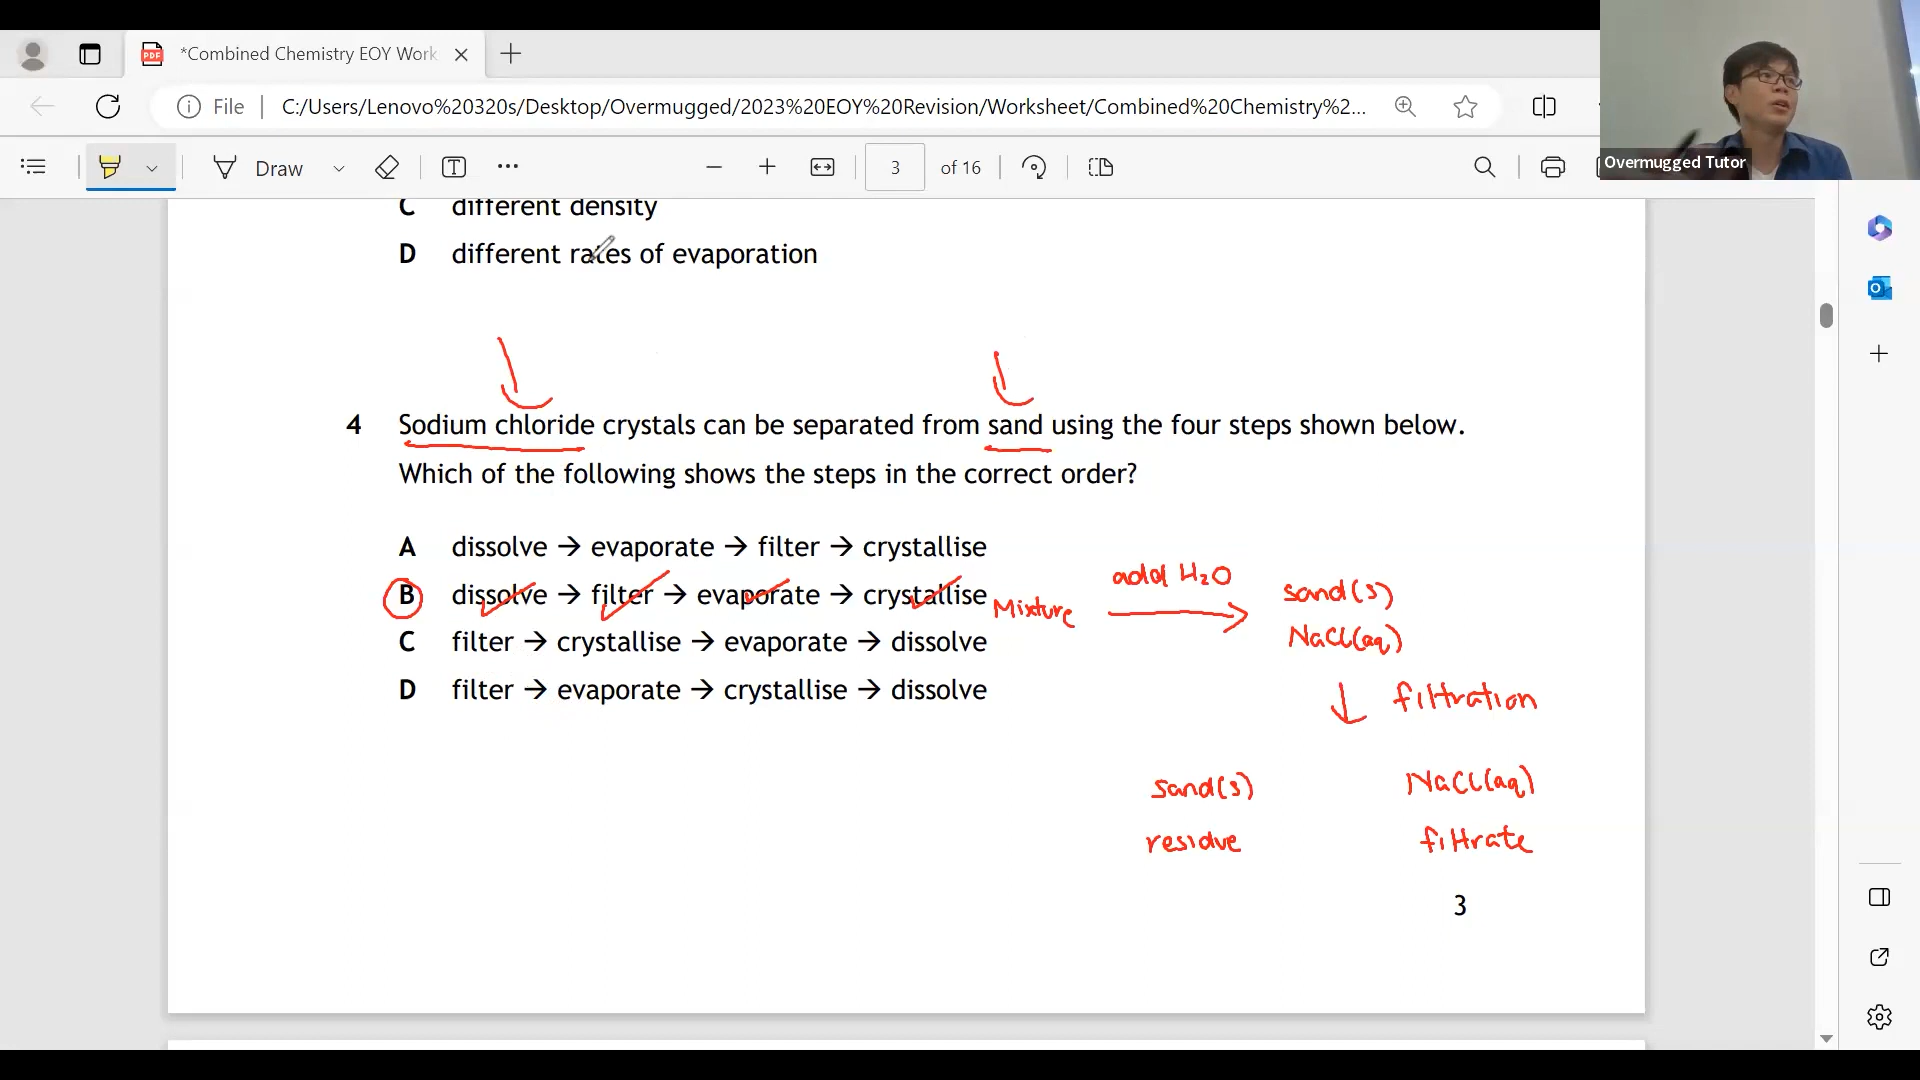 *Combined Chemistry EOY Work
File
C:/Users/Lenovo%20320s/Desktop/Overmugged/2023%20EOY%20Revision/Worksheet/Combined%20Chemistry%2...
Draw
3 of 16
Overmugged Tutor
C different density
D different rates of evaporation
4 Sodium chloride crystals can be separated from sand using the four steps shown below.
Which of the following shows the steps in the correct order?
A dissolve → evaporate → filter → crystallise
B dissolve → filter → evaporate → crystallise
C filter → crystallise → evaporate → dissolve
D filter → evaporate → crystallise → dissolve
Mixture
add H₂O
sand(s)
NaCl(aq)
filtration
sand(s) NaCl(aq)
residue filtrate
3